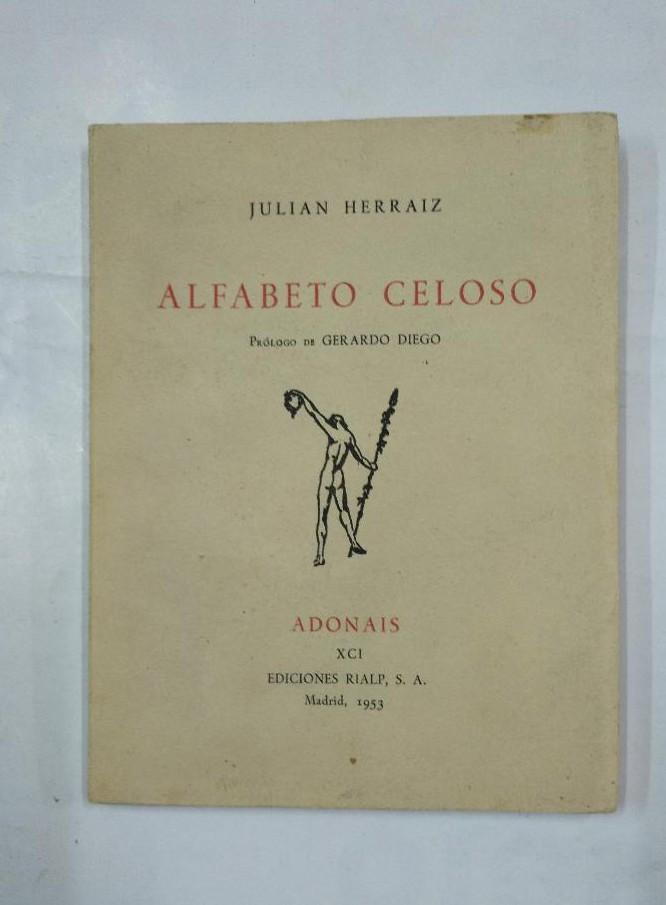 JULIAN HERRAIZ
ALFABETO CELOSO
PRÓLOGO DE GERARDO DIEGO
ADONAIS
XCI
EDICIONES RIALP, S. A.
Madrid, 1953